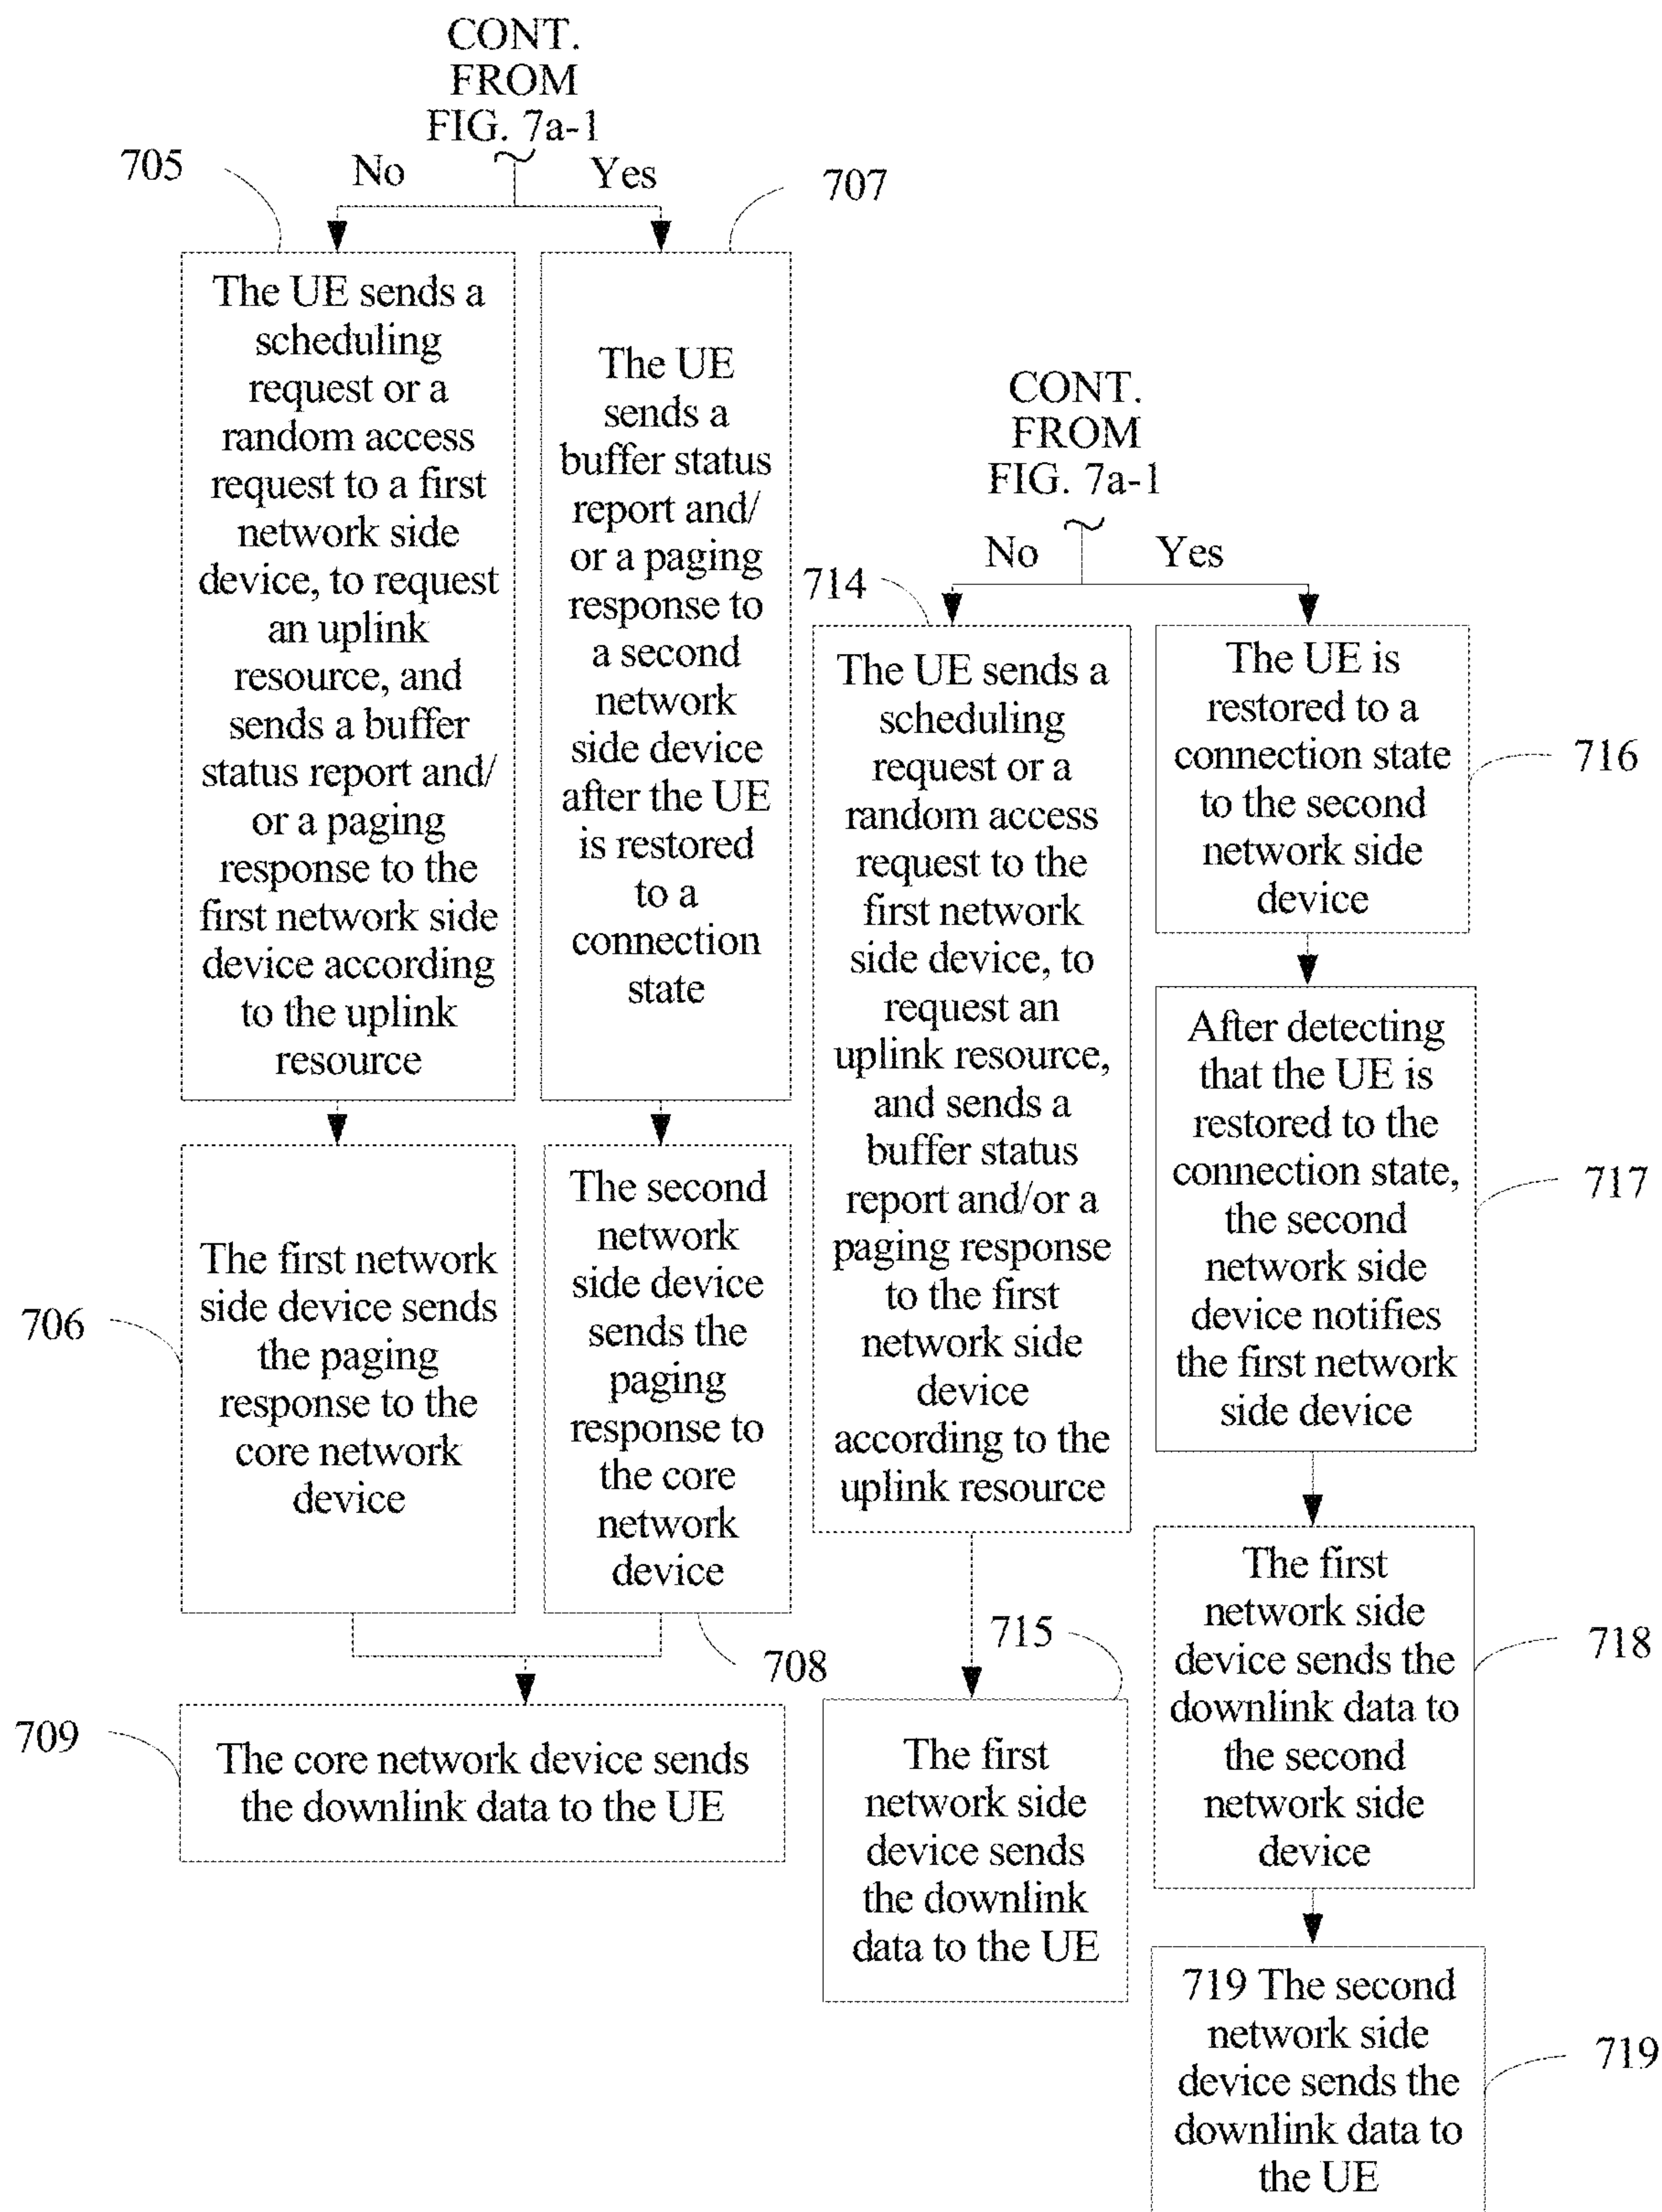 CONT.
FROM
FIG. 7a-1
No
Yes
705
707
The UE sends a
scheduling
request or a
random access
request to a first
network side
device, to request
an uplink
resource, and
sends a buffer
status report and/
or a paging
response to the
first network side
device according
to the uplink
resource
The UE
sends a
buffer status
report and/
or a paging
response to
a second
network
side device
after the UE
is restored
to a
connection
state
706
The first network
side device sends
the paging
response to the
core network
device
The second
network
side device
sends the
paging
response to
the core
network
device
708
709
The core network device sends
the downlink data to the UE
CONT.
FROM
FIG. 7a-1
No
Yes
714
The UE sends a
scheduling
request or a
random access
request to the
first network
side device, to
request an
uplink resource,
and sends a
buffer status
report and/or a
paging response
to the first
network side
device
according to the
uplink resource
715
The first
network side
device sends
the downlink
data to the UE
The UE is
restored to a
connection state
to the second
network side
device
716
After detecting
that the UE is
restored to the
connection state,
the second
network side
device notifies
the first network
side device
717
The first
network side
device sends the
downlink data to
the second
network side
device
718
719 The second
network side
device sends the
downlink data to
the UE
719